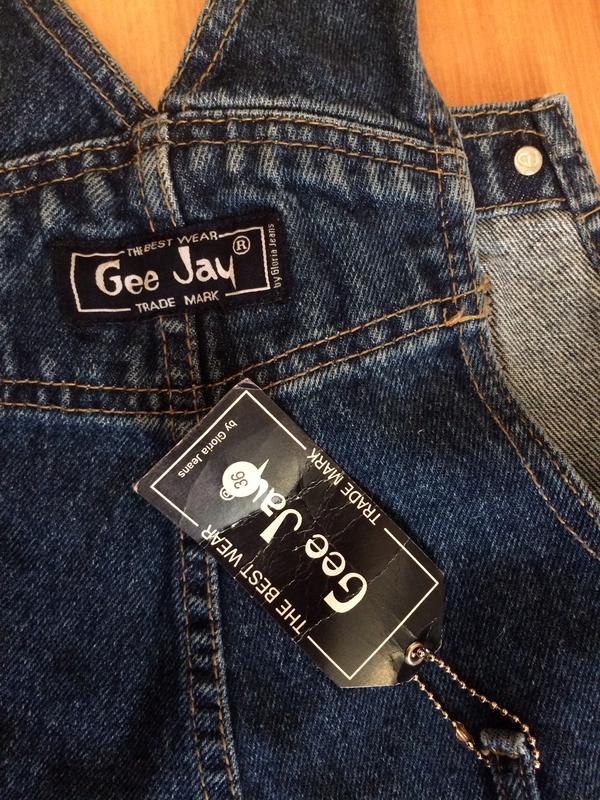 THE BEST WEAR
Gee Jay®
TRADE MARK
by Gloria Jeans
by Gloria Jeans
36
THE BEST WEAR
Gee Jay
TRADE MARK